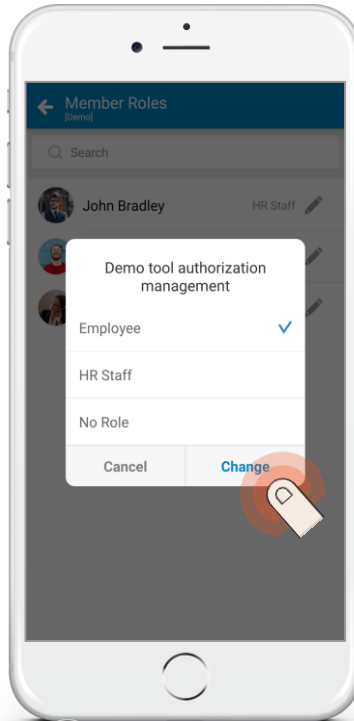 Member Roles
[Demo]
Search
John Bradley HR Staff
Demo tool authorization
management
Employee
HR Staff
No Role
Cancel Change